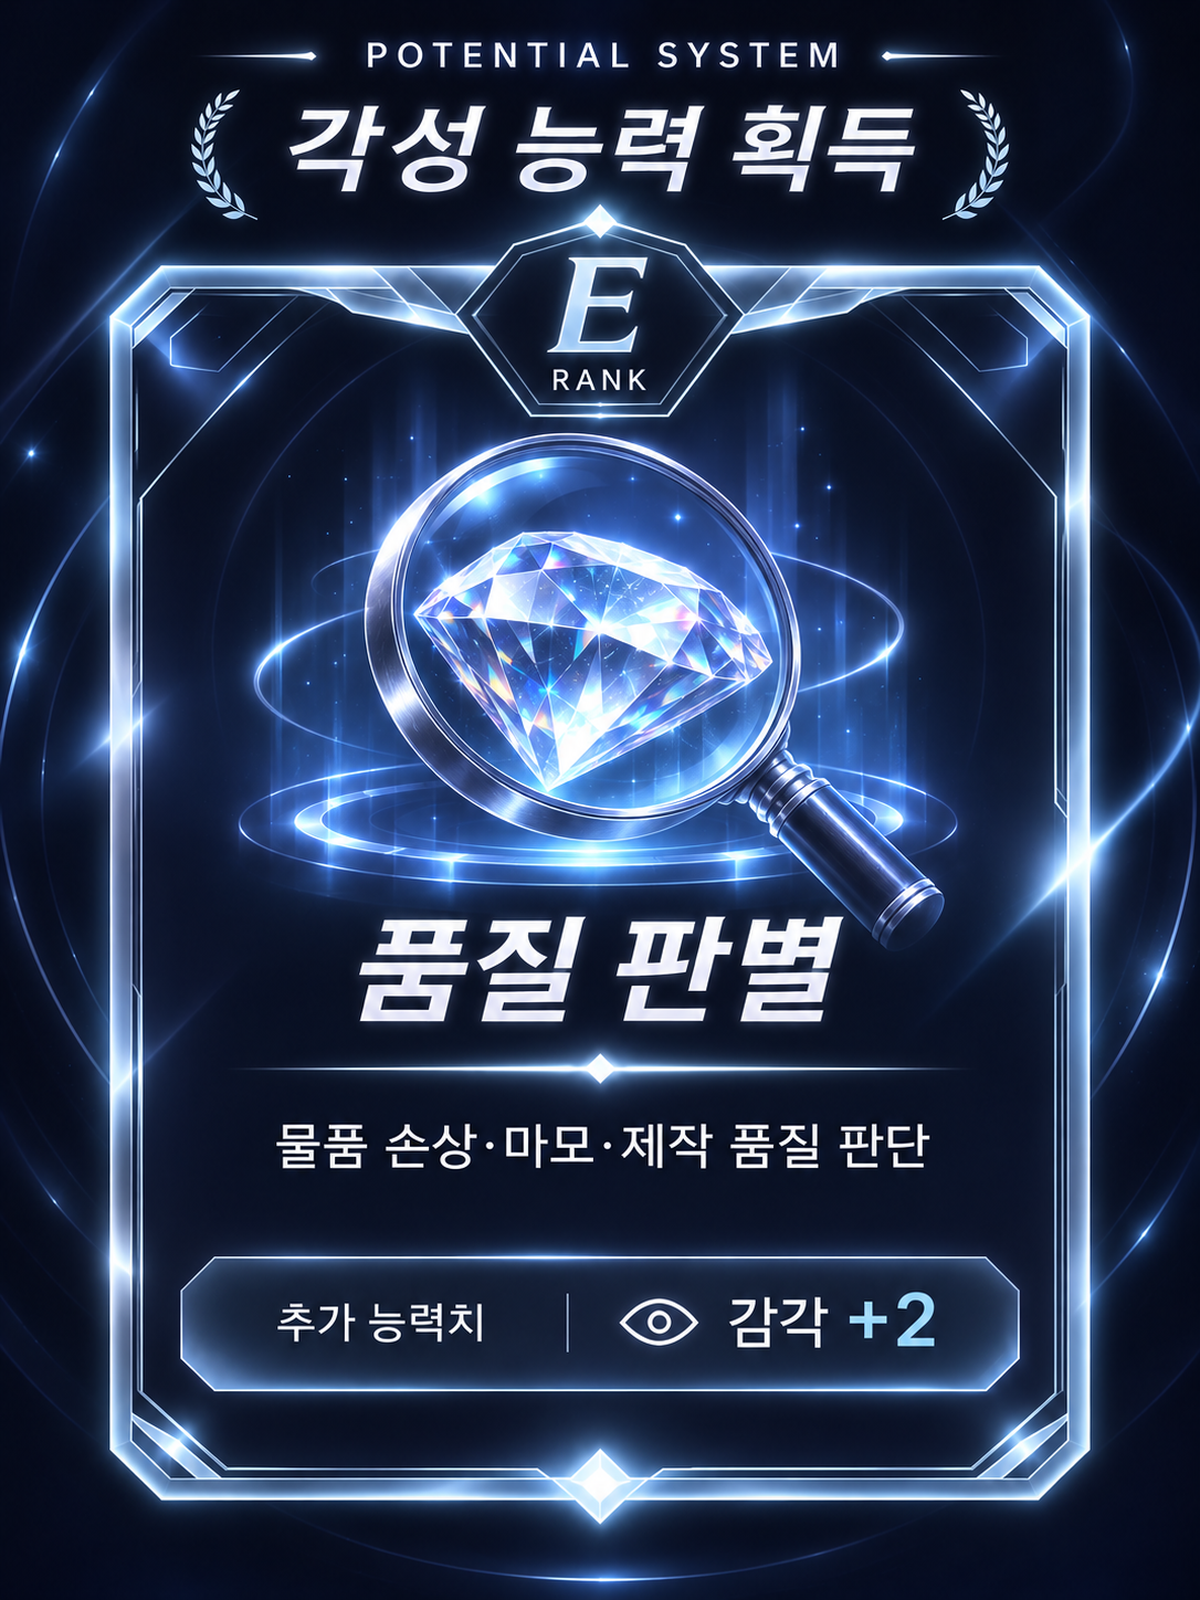 POTENTIAL SYSTEM
각성 능력 획득
E
RANK
품질 판별
물품 손상·마모·제작 품질 판단
추가 능력치 감각 +2